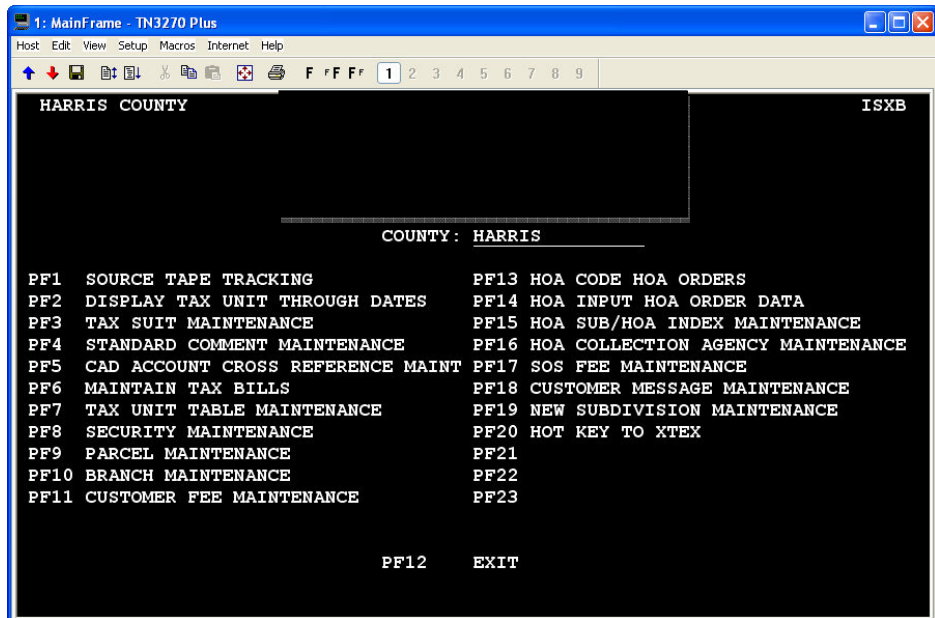 1: MainFrame - TN3270 Plus
Host Edit View Setup Macros Internet Help
F FF FF 1 2 3 4 5 6 7 8 9
HARRIS COUNTY ISXB
COUNTY: HARRIS
PF1 SOURCE TAPE TRACKING PF13 HOA CODE HOA ORDERS
PF2 DISPLAY TAX UNIT THROUGH DATES PF14 HOA INPUT HOA ORDER DATA
PF3 TAX SUIT MAINTENANCE PF15 HOA SUB/HOA INDEX MAINTENANCE
PF4 STANDARD COMMENT MAINTENANCE PF16 HOA COLLECTION AGENCY MAINTENANCE
PF5 CAD ACCOUNT CROSS REFERENCE MAINT PF17 SOS FEE MAINTENANCE
PF6 MAINTAIN TAX BILLS PF18 CUSTOMER MESSAGE MAINTENANCE
PF7 TAX UNIT TABLE MAINTENANCE PF19 NEW SUBDIVISION MAINTENANCE
PF8 SECURITY MAINTENANCE PF20 HOT KEY TO XTEX
PF9 PARCEL MAINTENANCE PF21
PF10 BRANCH MAINTENANCE PF22
PF11 CUSTOMER FEE MAINTENANCE PF23
PF12 EXIT